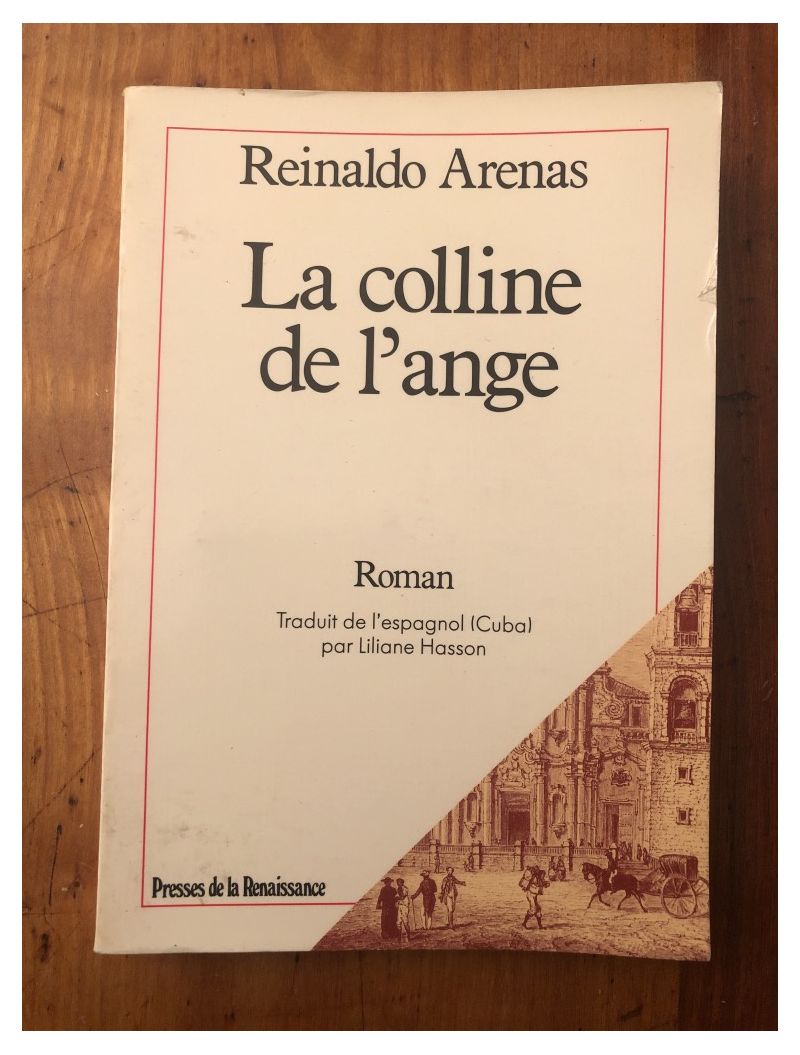 Reinaldo Arenas
La colline
de l’ange
Roman
Traduit de l’espagnol (Cuba)
par Liliane Hasson
Presses de la Renaissance